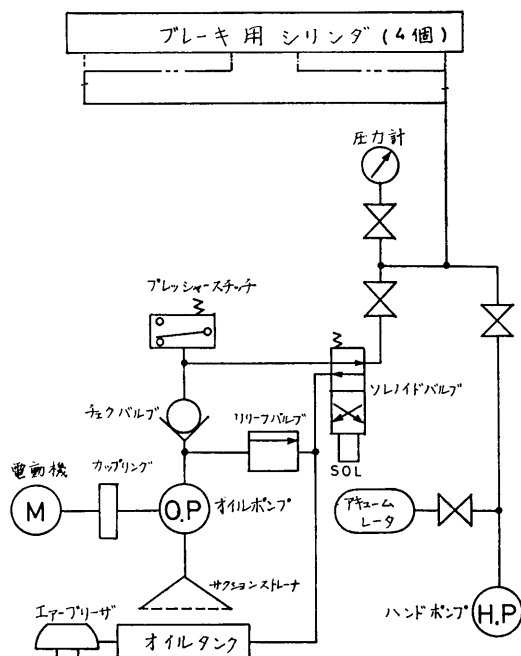 ブレーキ用シリンダ(4個)
圧力計
プレッシャースチッチ
ソレノイドバルブ
チェクバルブ
リリーフバルブ
SOL
電動機
カップリング
M
O.P
オイルポンプ
アキューム
レータ
サクションストレーナ
エアーブリーザ
オイルタンク
ハンドポンプ
H.P